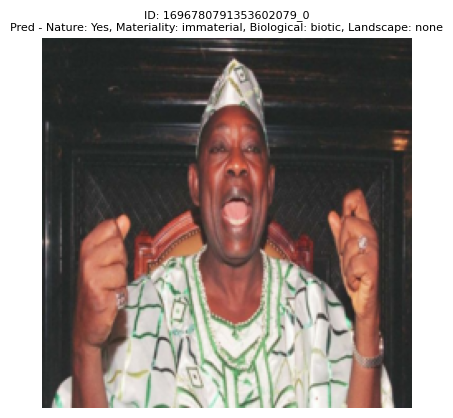 ID: 1696780791353602079_0
Pred - Nature: Yes, Materiality: immaterial, Biological: biotic, Landscape: none